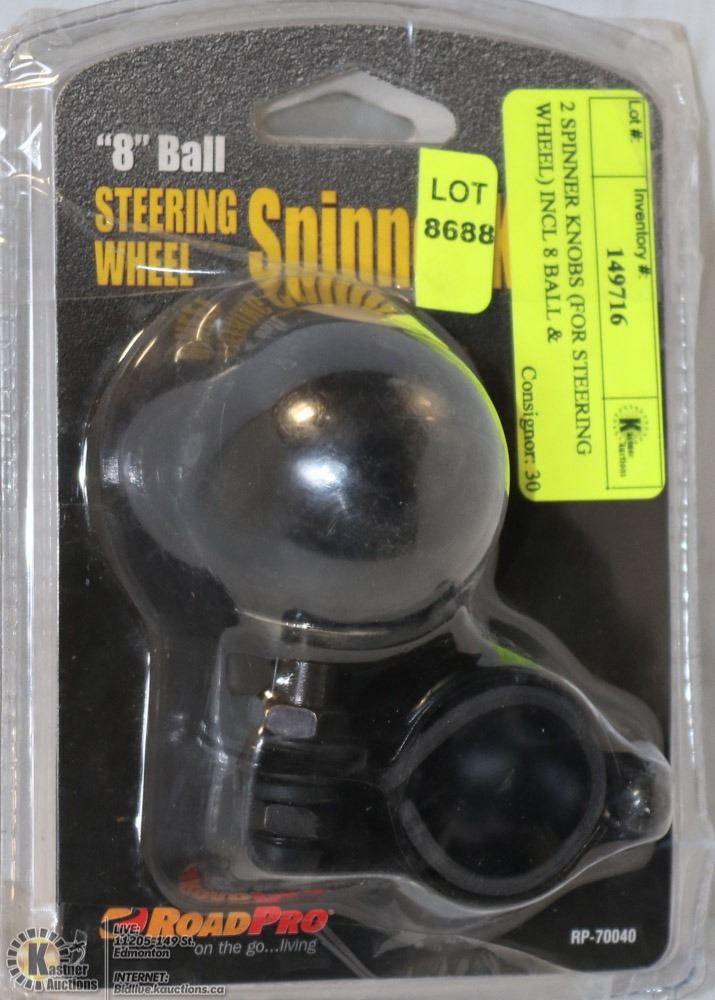 "8" Ball
STEERING
WHEEL
LOT
8688
Lot #:
Inventory #:
149716
Kastner
Auctions
2 SPINNER KNOBS (FOR STEERING
WHEEL) INCL 8 BALL &
Consignor: 30
ROADPRO®
on the go...living
RP-70040
Kastner
Auctions
LIVE:
11205-149 St.
Edmonton
INTERNET:
Bidlive.kauctions.ca